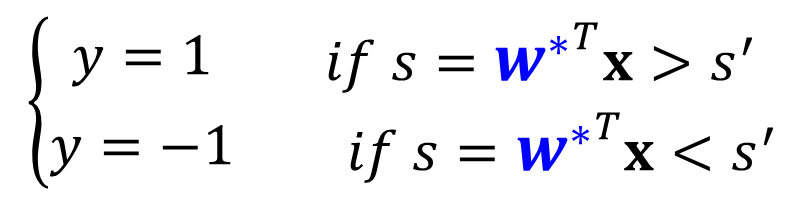 y = 1 if s = w*ᵀx > s′
y = −1 if s = w*ᵀx < s′